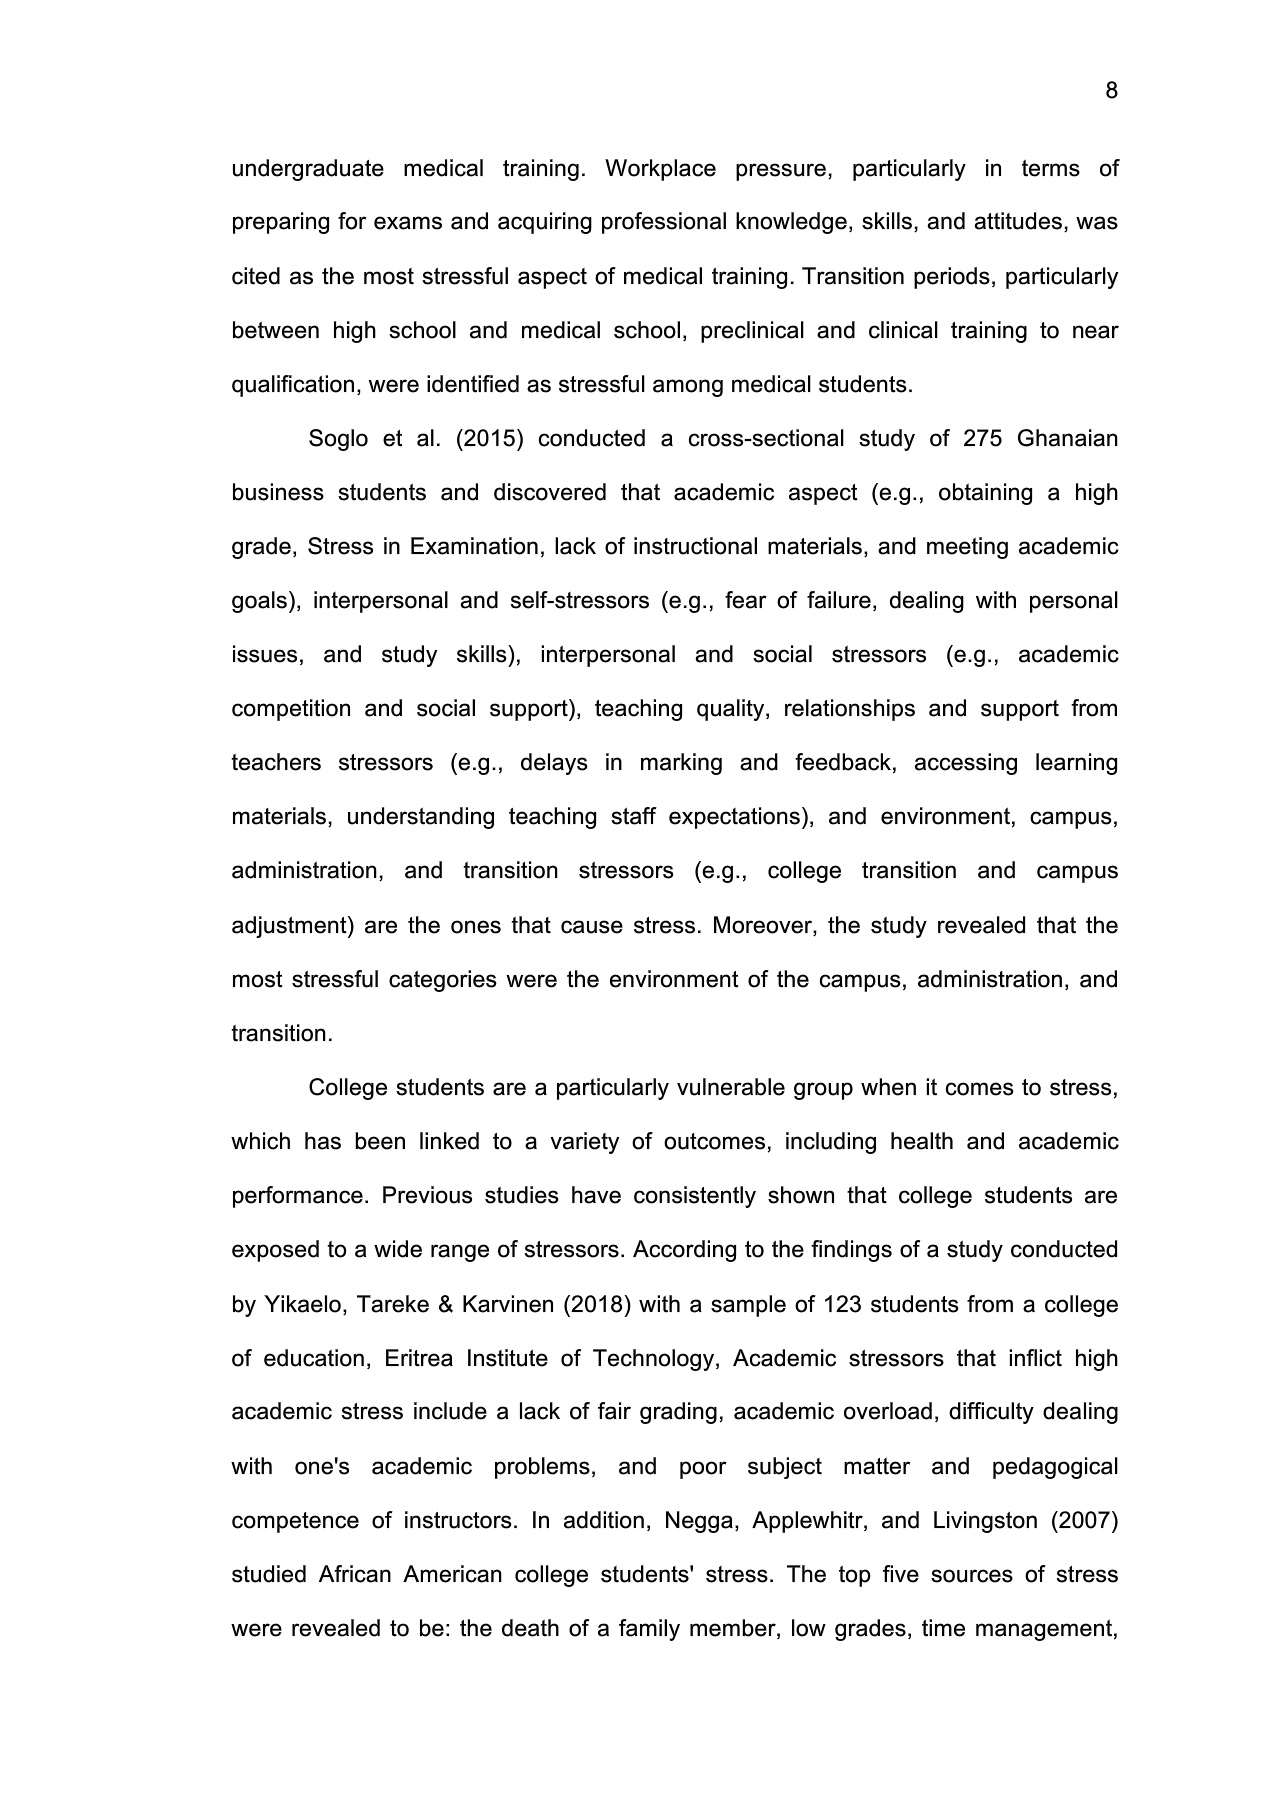 8
undergraduate medical training. Workplace pressure, particularly in terms of
preparing for exams and acquiring professional knowledge, skills, and attitudes, was
cited as the most stressful aspect of medical training. Transition periods, particularly
between high school and medical school, preclinical and clinical training to near
qualification, were identified as stressful among medical students.
Soglo et al. (2015) conducted a cross-sectional study of 275 Ghanaian
business students and discovered that academic aspect (e.g., obtaining a high
grade, Stress in Examination, lack of instructional materials, and meeting academic
goals), interpersonal and self-stressors (e.g., fear of failure, dealing with personal
issues, and study skills), interpersonal and social stressors (e.g., academic
competition and social support), teaching quality, relationships and support from
teachers stressors (e.g., delays in marking and feedback, accessing learning
materials, understanding teaching staff expectations), and environment, campus,
administration, and transition stressors (e.g., college transition and campus
adjustment) are the ones that cause stress. Moreover, the study revealed that the
most stressful categories were the environment of the campus, administration, and
transition.
College students are a particularly vulnerable group when it comes to stress,
which has been linked to a variety of outcomes, including health and academic
performance. Previous studies have consistently shown that college students are
exposed to a wide range of stressors. According to the findings of a study conducted
by Yikaelo, Tareke & Karvinen (2018) with a sample of 123 students from a college
of education, Eritrea Institute of Technology, Academic stressors that inflict high
academic stress include a lack of fair grading, academic overload, difficulty dealing
with one's academic problems, and poor subject matter and pedagogical
competence of instructors. In addition, Negga, Applewhitr, and Livingston (2007)
studied African American college students' stress. The top five sources of stress
were revealed to be: the death of a family member, low grades, time management,